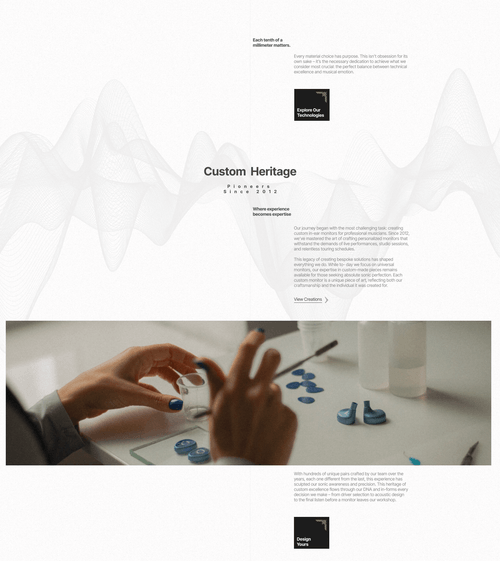 Each tenth of a
millimeter matters.
Every material choice has purpose. This isn't obsession for its
own sake – it's the necessary dedication to achieve what we
consider most crucial: the perfect balance between technical
excellence and musical emotion.
Explore Our
Technologies
Custom Heritage
Pioneers
Since 2012
Where experience
becomes expertise
Our journey began with the most challenging task: creating
custom in-ear monitors for professional musicians. Since 2012,
we've mastered the art of crafting personalized monitors that
withstand the demands of live performances, studio sessions,
and relentless touring schedules.
This legacy of creating bespoke solutions has shaped
everything we do. While to-day we focus on universal
monitors, our expertise in custom-made pieces remains
available for those seeking absolute sonic perfection. Each
custom monitor is a unique piece of art, reflecting both our
craftsmanship and the individual it was created for.
View Creations
With hundreds of unique pairs crafted by our team over the
years, each one different from the last, this experience has
sculpted our sonic awareness and precision. This heritage of
custom excellence flows through our DNA and in-forms every
decision we make – from driver selection to acoustic design
to the final listen before a monitor leaves our workshop.
Design
Yours